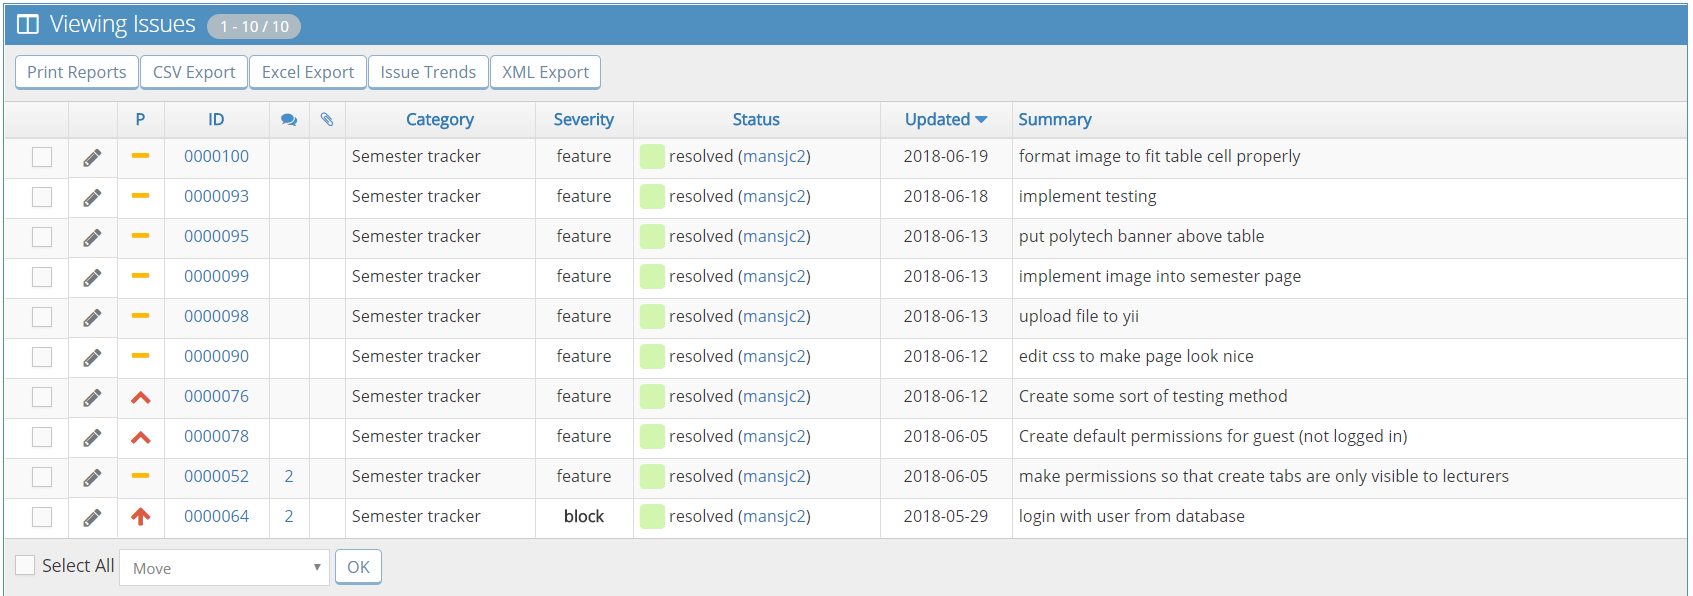 Viewing Issues 1 - 10 / 10
Print Reports CSV Export Excel Export Issue Trends XML Export
P ID Category Severity Status Updated Summary
0000100 Semester tracker feature resolved (mansjc2) 2018-06-19 format image to fit table cell properly
0000093 Semester tracker feature resolved (mansjc2) 2018-06-18 implement testing
0000095 Semester tracker feature resolved (mansjc2) 2018-06-13 put polytech banner above table
0000099 Semester tracker feature resolved (mansjc2) 2018-06-13 implement image into semester page
0000098 Semester tracker feature resolved (mansjc2) 2018-06-13 upload file to yii
0000090 Semester tracker feature resolved (mansjc2) 2018-06-12 edit css to make page look nice
0000076 Semester tracker feature resolved (mansjc2) 2018-06-12 Create some sort of testing method
0000078 Semester tracker feature resolved (mansjc2) 2018-06-05 Create default permissions for guest (not logged in)
0000052 2 Semester tracker feature resolved (mansjc2) 2018-06-05 make permissions so that create tabs are only visible to lecturers
0000064 2 Semester tracker block resolved (mansjc2) 2018-05-29 login with user from database
Select All Move OK